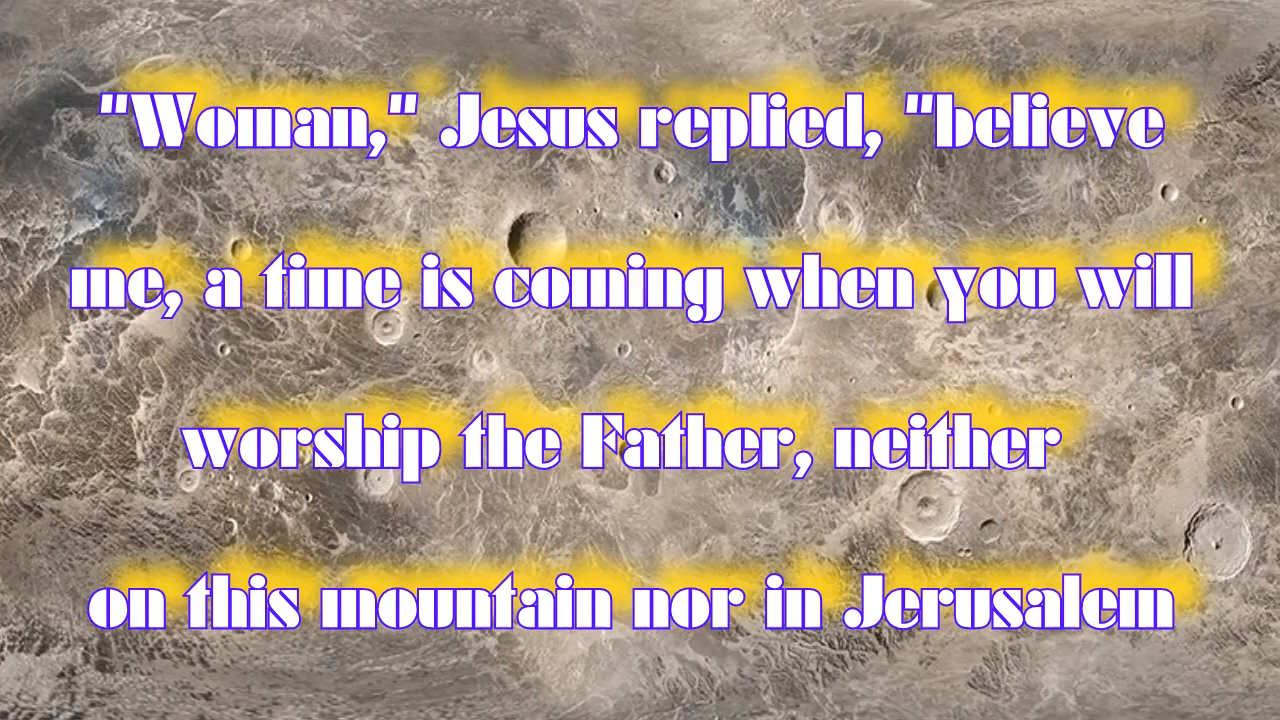 "Woman," Jesus replied, "believe
me, a time is coming when you will
worship the Father, neither
on this mountain nor in Jerusalem